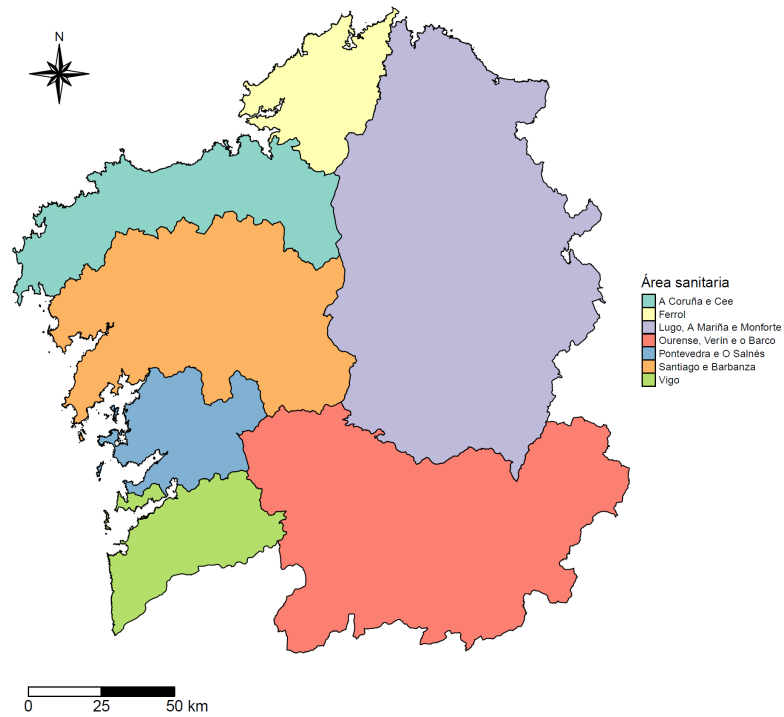 N
Área sanitaria
A Coruña e Cee
Ferrol
Lugo, A Mariña e Monforte
Ourense, Verín e o Barco
Pontevedra e O Salnés
Santiago e Barbanza
Vigo
0 25 50 km